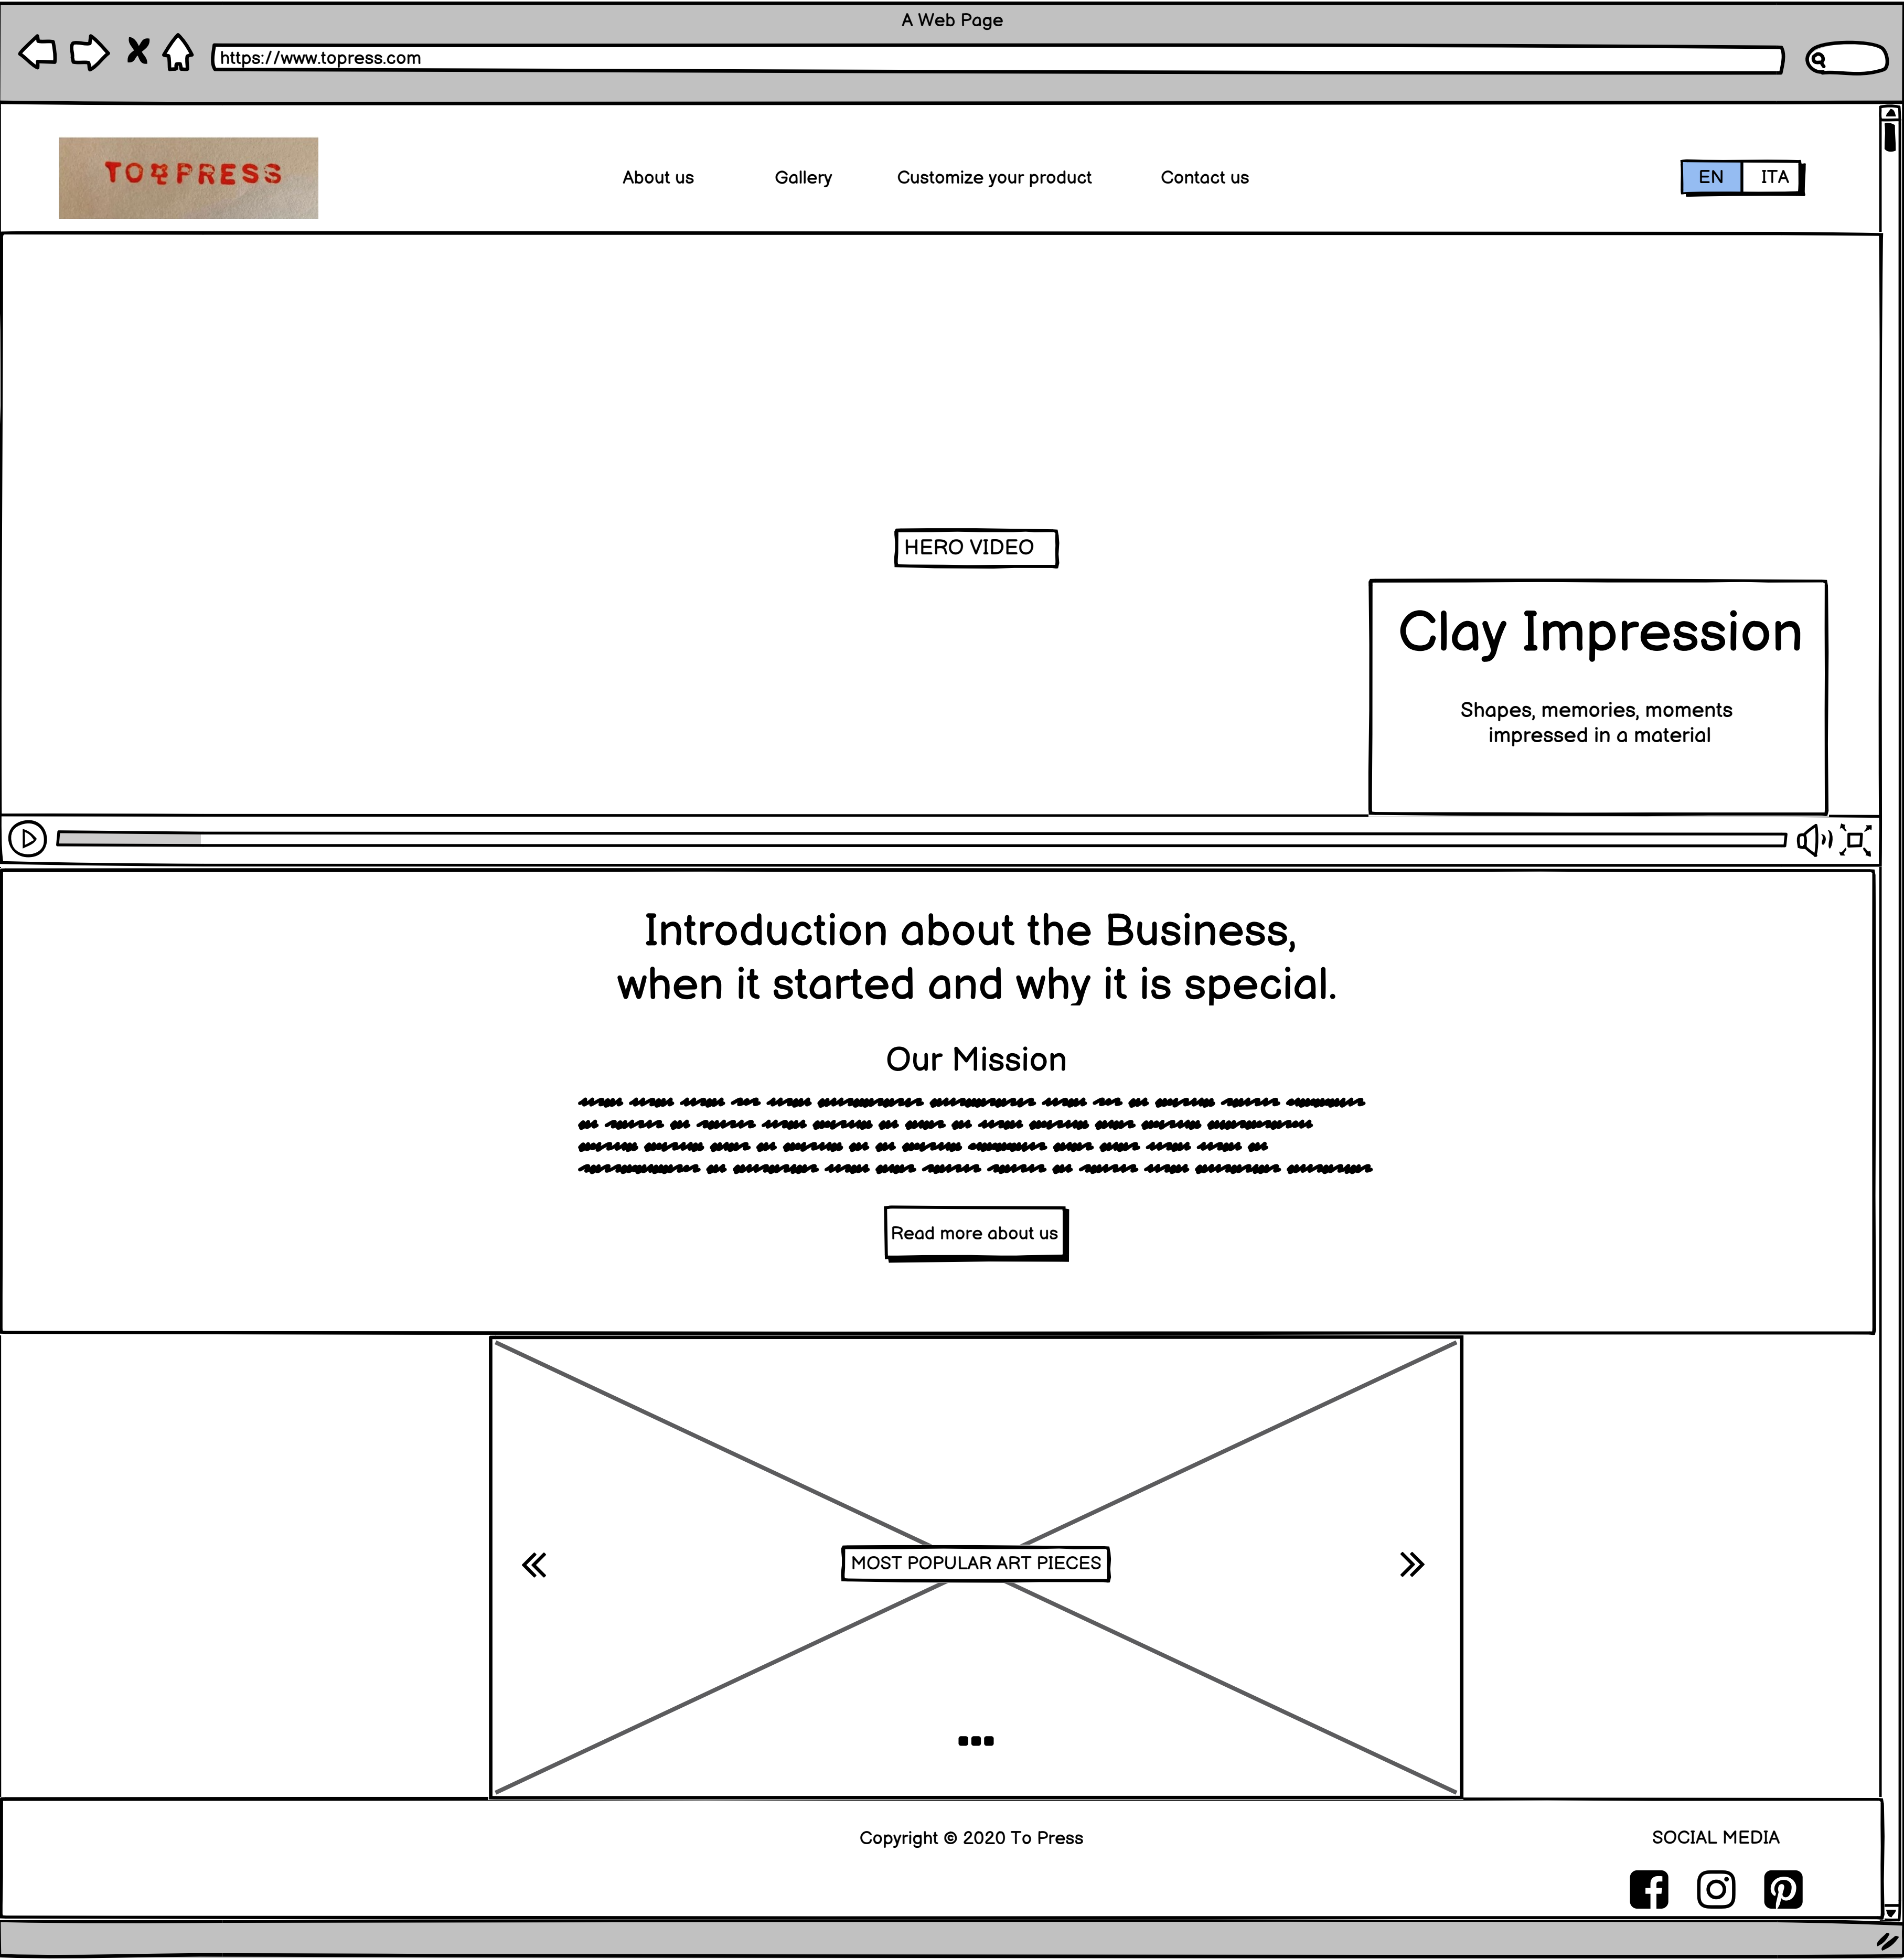 A Web Page
https://www.topress.com
TO PRESS
About us
Gallery
Customize your product
Contact us
EN
ITA
HERO VIDEO
Clay Impression
Shapes, memories, moments
impressed in a material
Introduction about the Business,
when it started and why it is special.
Our Mission
Read more about us
MOST POPULAR ART PIECES
Copyright © 2020 To Press
SOCIAL MEDIA